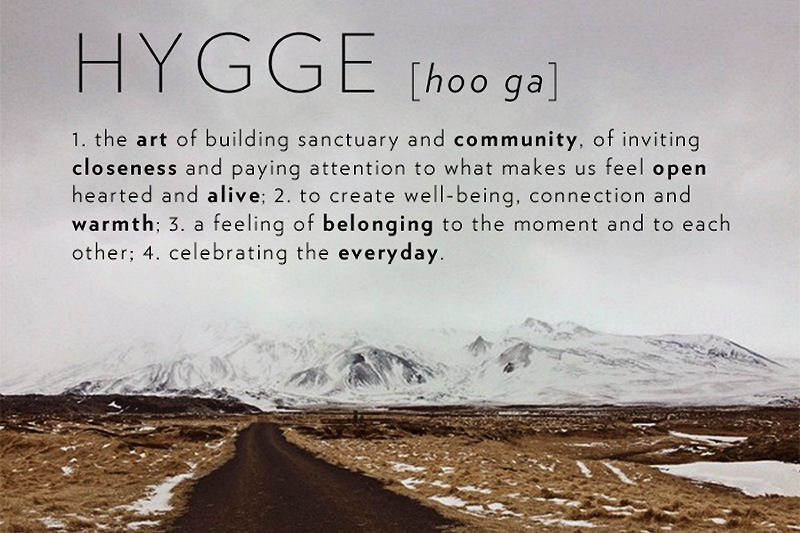 HYGGE [hoo ga]
1. the art of building sanctuary and community, of inviting
closeness and paying attention to what makes us feel open
hearted and alive; 2. to create well-being, connection and
warmth; 3. a feeling of belonging to the moment and to each
other; 4. celebrating the everyday.